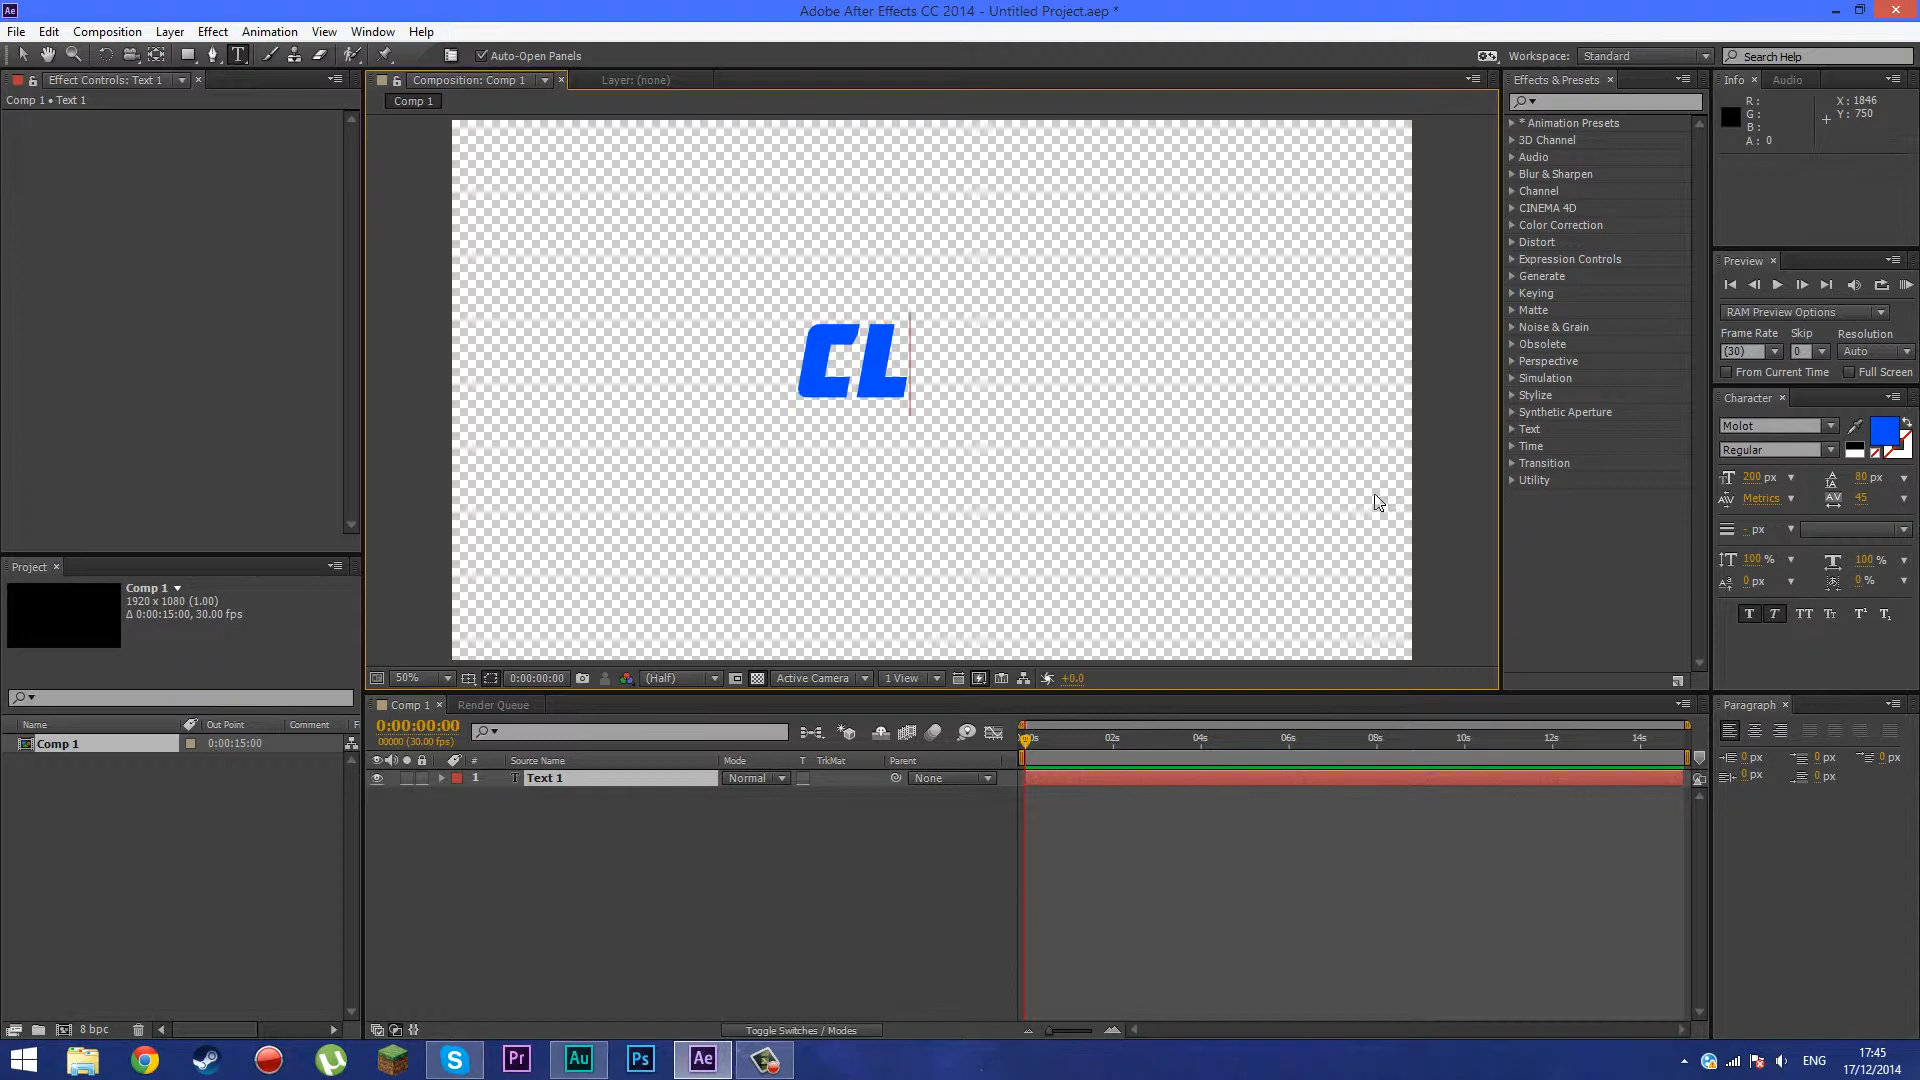 Adobe After Effects CC 2014 - Untitled Project.aep *
File Edit Composition Layer Effect Animation View Window Help
Auto-Open Panels
Workspace: Standard
Search Help
Effect Controls: Text 1
Comp 1 • Text 1
Composition: Comp 1
Layer: (none)
Comp 1
CL
Effects & Presets
* Animation Presets
3D Channel
Audio
Blur & Sharpen
Channel
CINEMA 4D
Color Correction
Distort
Expression Controls
Generate
Keying
Matte
Noise & Grain
Obsolete
Perspective
Simulation
Stylize
Synthetic Aperture
Text
Time
Transition
Utility
Info Audio
R :
G :
B :
A : 0
X : 1846
Y : 750
Preview
RAM Preview Options
Frame Rate Skip Resolution
(30) 0 Auto
From Current Time Full Screen
Character
Molot
Regular
200 px 80 px
Metrics 45
- px
100 % 100 %
0 px 0 %
T T TT Tt T¹ T₁
Paragraph
0 px 0 px 0 px
0 px 0 px
Project
Comp 1
1920 x 1080 (1.00)
Δ 0:00:15:00, 30.00 fps
Name Out Point Comment F
Comp 1 0:00:15:00
8 bpc
50% 0:00:00:00 (Half) Active Camera 1 View +0.0
Comp 1 Render Queue
0:00:00:00
00000 (30.00 fps)
# Source Name Mode T TrkMat Parent
1 T Text 1 Normal None
02s 04s 06s 08s 10s 12s 14s
Toggle Switches / Modes
Pr Au Ps Ae
ENG
17:45
17/12/2014